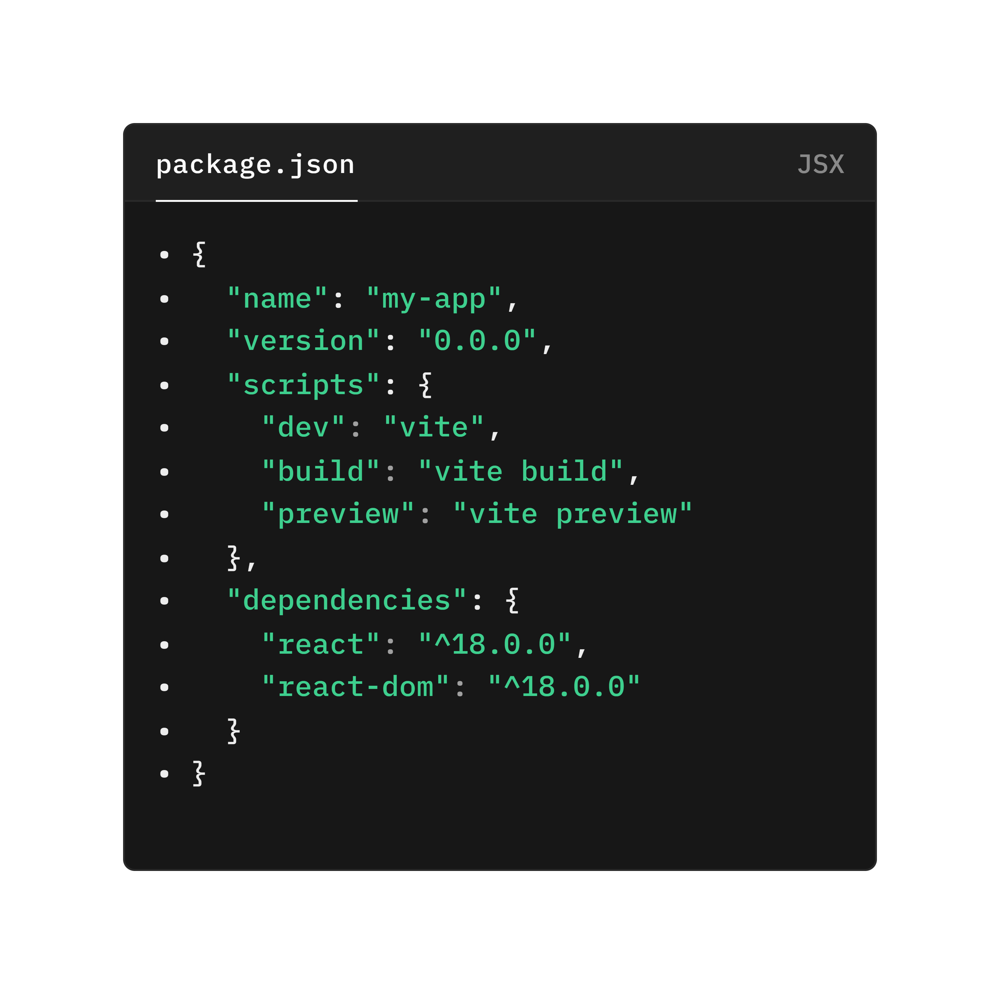 package.json JSX
• {
•   "name": "my-app",
•   "version": "0.0.0",
•   "scripts": {
•     "dev": "vite",
•     "build": "vite build",
•     "preview": "vite preview"
•   },
•   "dependencies": {
•     "react": "^18.0.0",
•     "react-dom": "^18.0.0"
•   }
• }